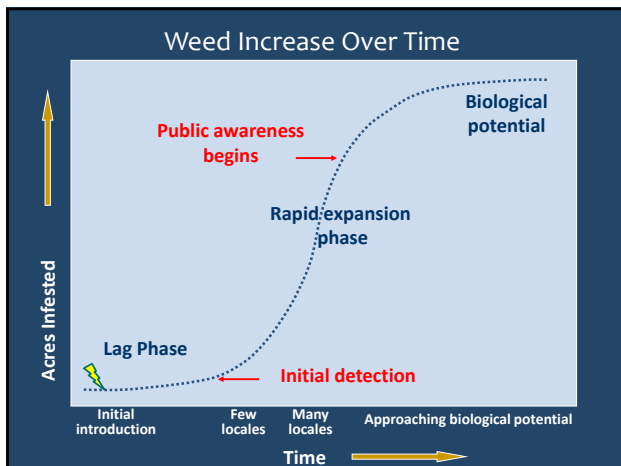 Weed Increase Over Time
Biological
potential
Public awareness
begins
Rapid expansion
phase
Acres Infested
Lag Phase
Initial detection
Initial
introduction
Few
locales
Many
locales
Approaching biological potential
Time